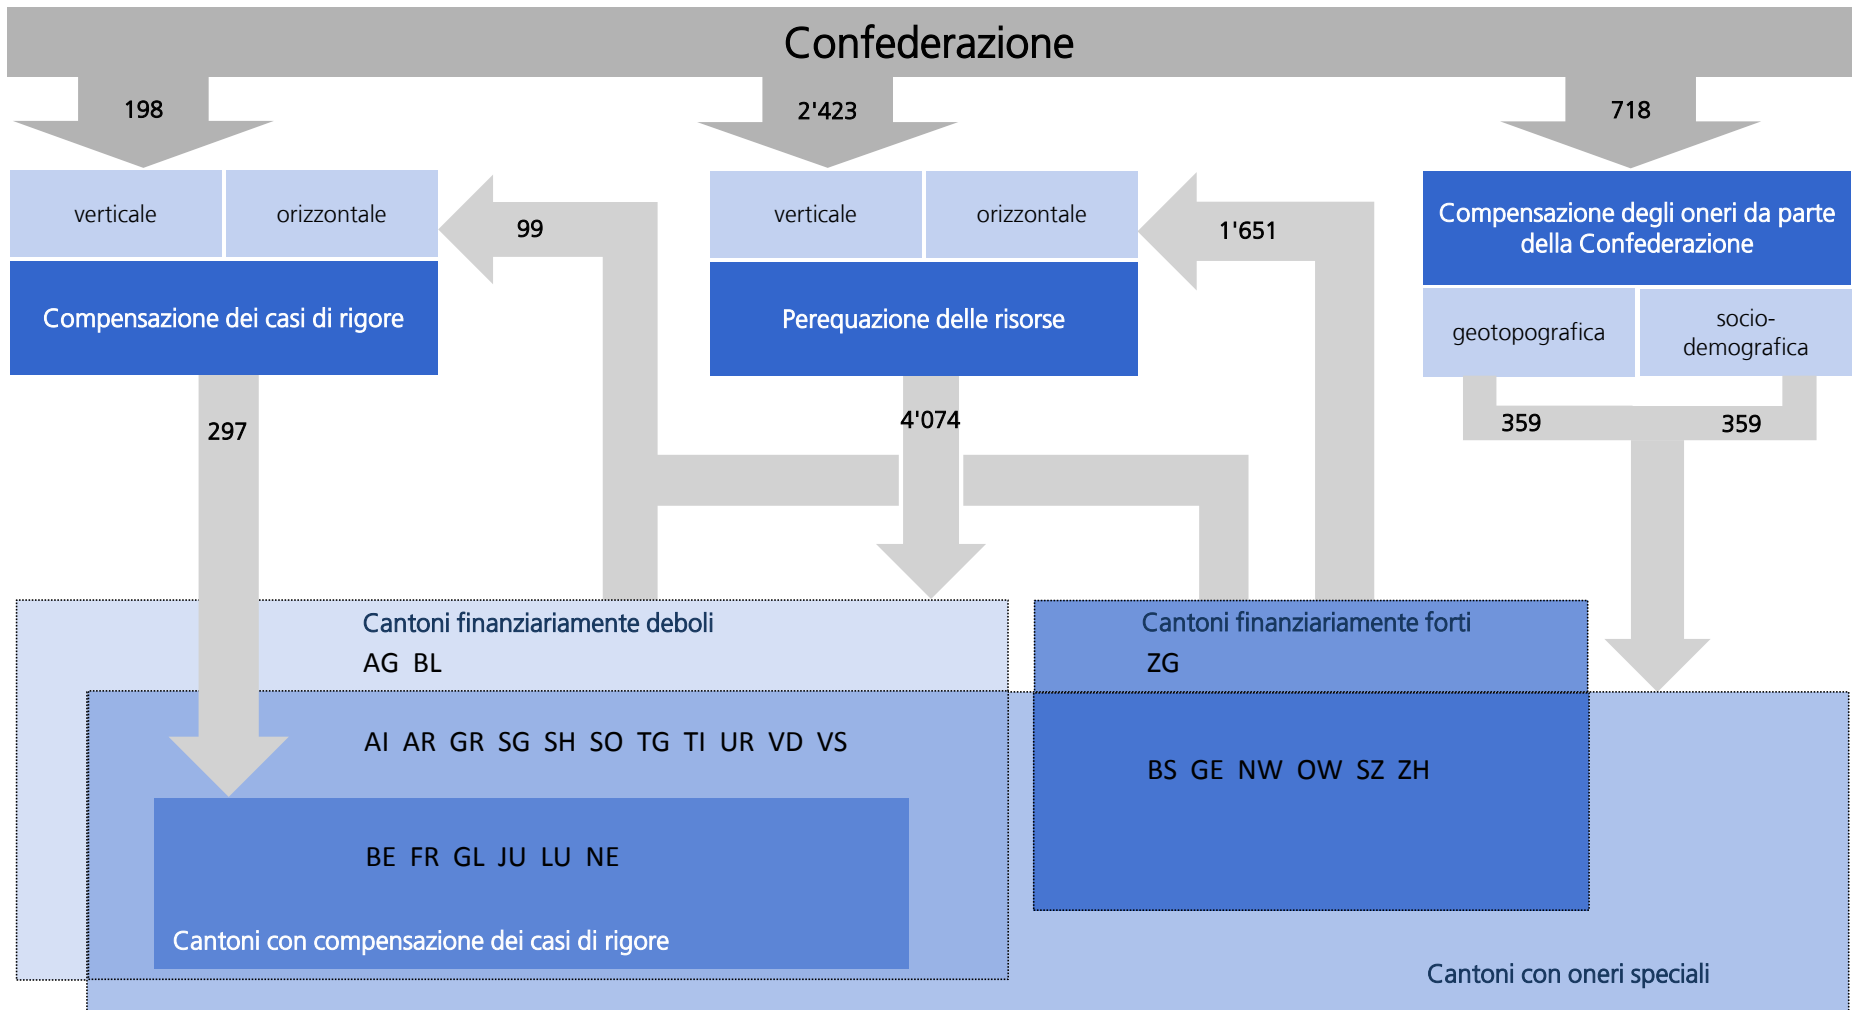 Confederazione
198
2'423
718
verticale
orizzontale
99
verticale
orizzontale
1'651
Compensazione degli oneri da parte
della Confederazione
Compensazione dei casi di rigore
Perequazione delle risorse
geotopografica
socio-
demografica
297
4'074
359
359
Cantoni finanziariamente deboli
AG BL
Cantoni finanziariamente forti
ZG
AI AR GR SG SH SO TG TI UR VD VS
BS GE NW OW SZ ZH
BE FR GL JU LU NE
Cantoni con compensazione dei casi di rigore
Cantoni con oneri speciali